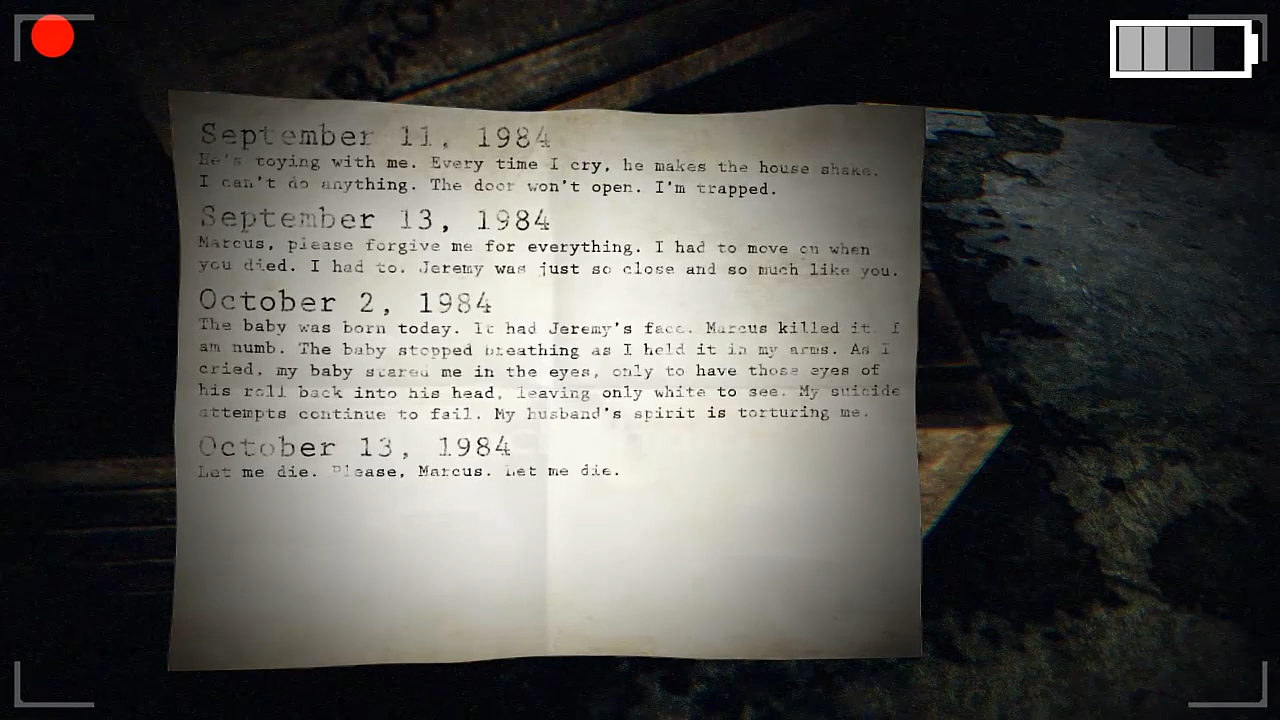 September 11, 1984
He's toying with me. Every time I cry, he makes the house shake.
I can't do anything. The door won't open. I'm trapped.
September 13, 1984
Marcus, please forgive me for everything. I had to move on when
you died. I had to. Jeremy was just so close and so much like you.
October 2, 1984
The baby was born today. It had Jeremy's face. Marcus killed it. I
am numb. The baby stopped breathing as I held it in my arms. As I
cried, my baby stared me in the eyes, only to have those eyes of
his roll back into his head, leaving only white to see. My suicide
attempts continue to fail. My husband's spirit is torturing me.
October 13, 1984
Let me die. Please, Marcus. Let me die.